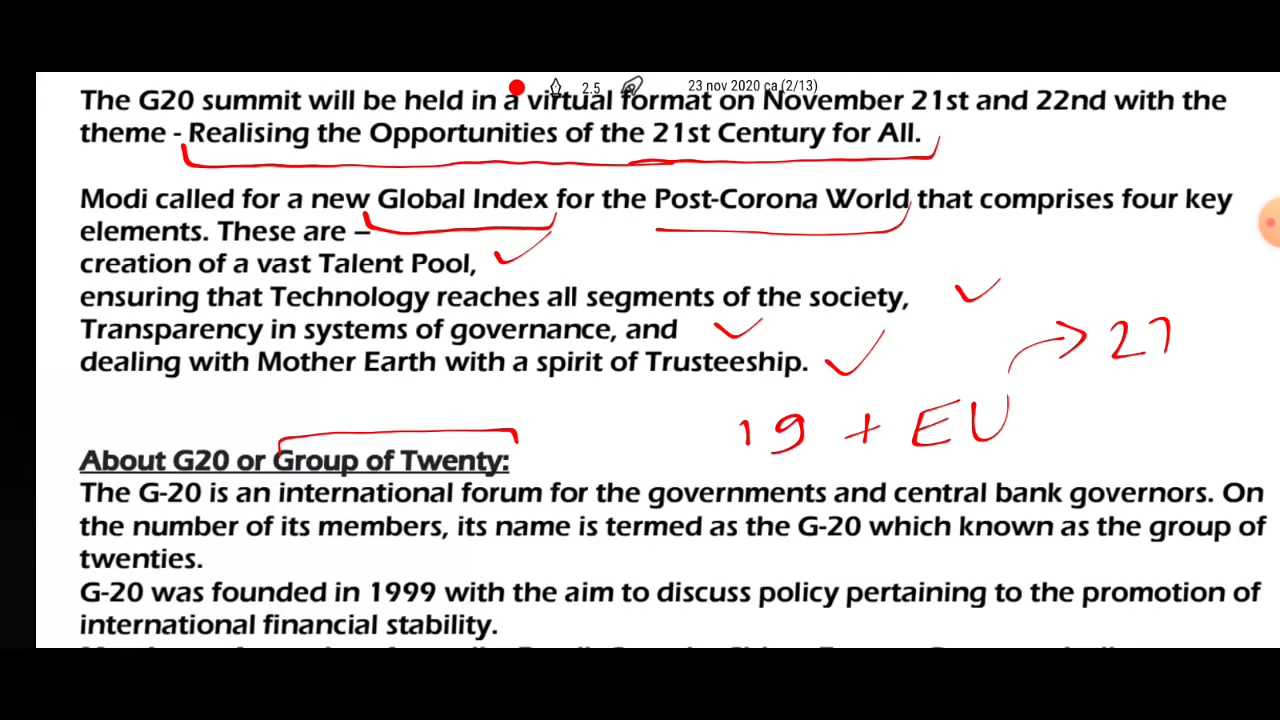 2.5
23 nov 2020 ca (2/13)
The G20 summit will be held in a virtual format on November 21st and 22nd with the
theme - Realising the Opportunities of the 21st Century for All.
Modi called for a new Global Index for the Post-Corona World that comprises four key
elements. These are –
creation of a vast Talent Pool,
ensuring that Technology reaches all segments of the society,
Transparency in systems of governance, and
dealing with Mother Earth with a spirit of Trusteeship.
27
19 + EU
About G20 or Group of Twenty:
The G-20 is an international forum for the governments and central bank governors. On
the number of its members, its name is termed as the G-20 which known as the group of
twenties.
G-20 was founded in 1999 with the aim to discuss policy pertaining to the promotion of
international financial stability.